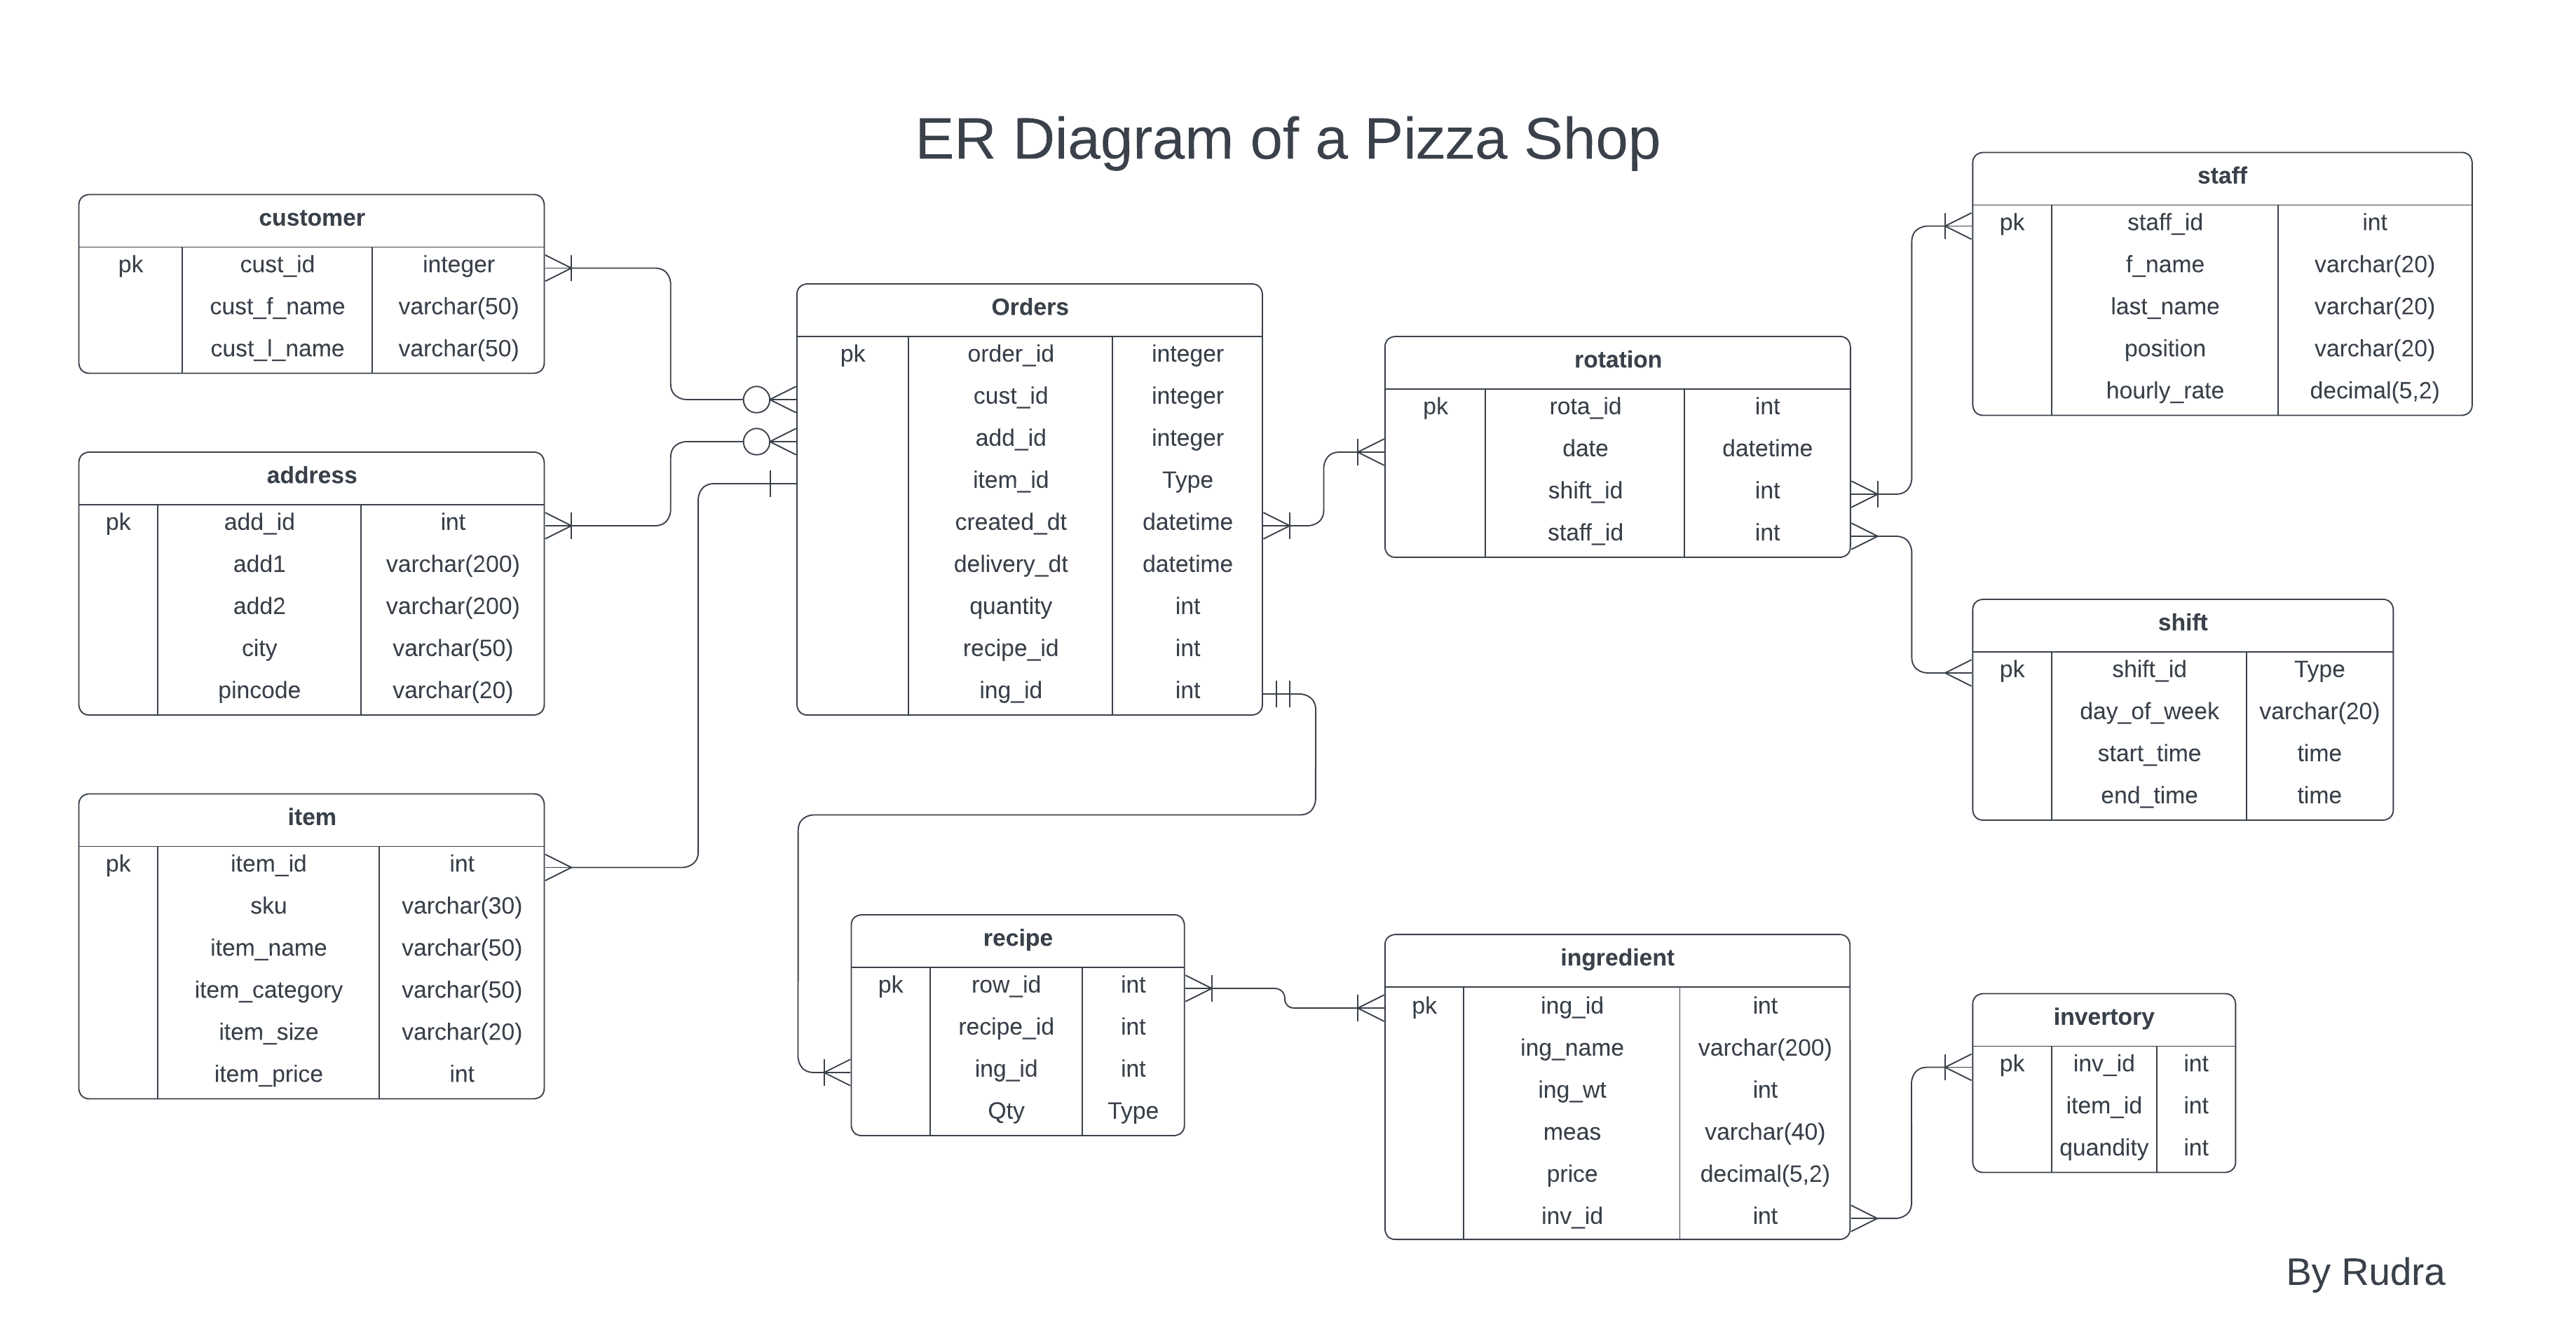 ER Diagram of a Pizza Shop
customer
pk cust_id integer
cust_f_name varchar(50)
cust_l_name varchar(50)
address
pk add_id int
add1 varchar(200)
add2 varchar(200)
city varchar(50)
pincode varchar(20)
item
pk item_id int
sku varchar(30)
item_name varchar(50)
item_category varchar(50)
item_size varchar(20)
item_price int
Orders
pk order_id integer
cust_id integer
add_id integer
item_id Type
created_dt datetime
delivery_dt datetime
quantity int
recipe_id int
ing_id int
recipe
pk row_id int
recipe_id int
ing_id int
Qty Type
rotation
pk rota_id int
date datetime
shift_id int
staff_id int
ingredient
pk ing_id int
ing_name varchar(200)
ing_wt int
meas varchar(40)
price decimal(5,2)
inv_id int
staff
pk staff_id int
f_name varchar(20)
last_name varchar(20)
position varchar(20)
hourly_rate decimal(5,2)
shift
pk shift_id Type
day_of_week varchar(20)
start_time time
end_time time
invertory
pk inv_id int
item_id int
quandity int
By Rudra